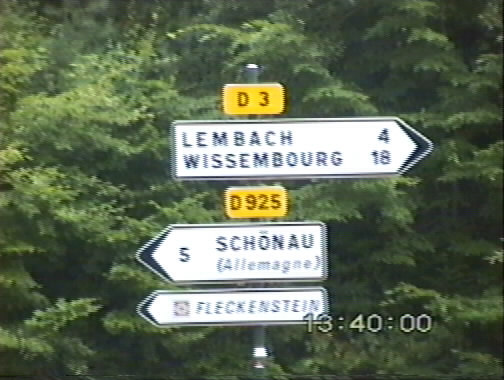 D 3
LEMBACH 4
WISSEMBOURG 18
D925
5 SCHÖNAU
(Allemagne)
FLECKENSTEIN
13:40:00